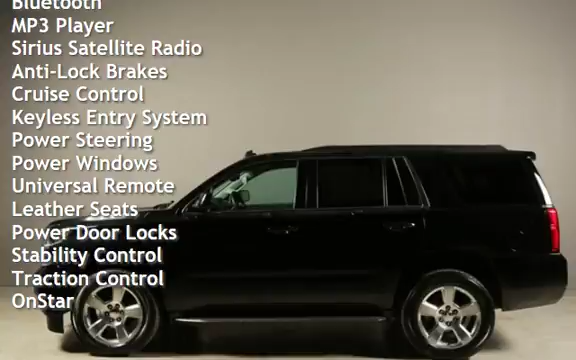 Bluetooth
MP3 Player
Sirius Satellite Radio
Anti-Lock Brakes
Cruise Control
Keyless Entry System
Power Steering
Power Windows
Universal Remote
Leather Seats
Power Door Locks
Stability Control
Traction Control
OnStar